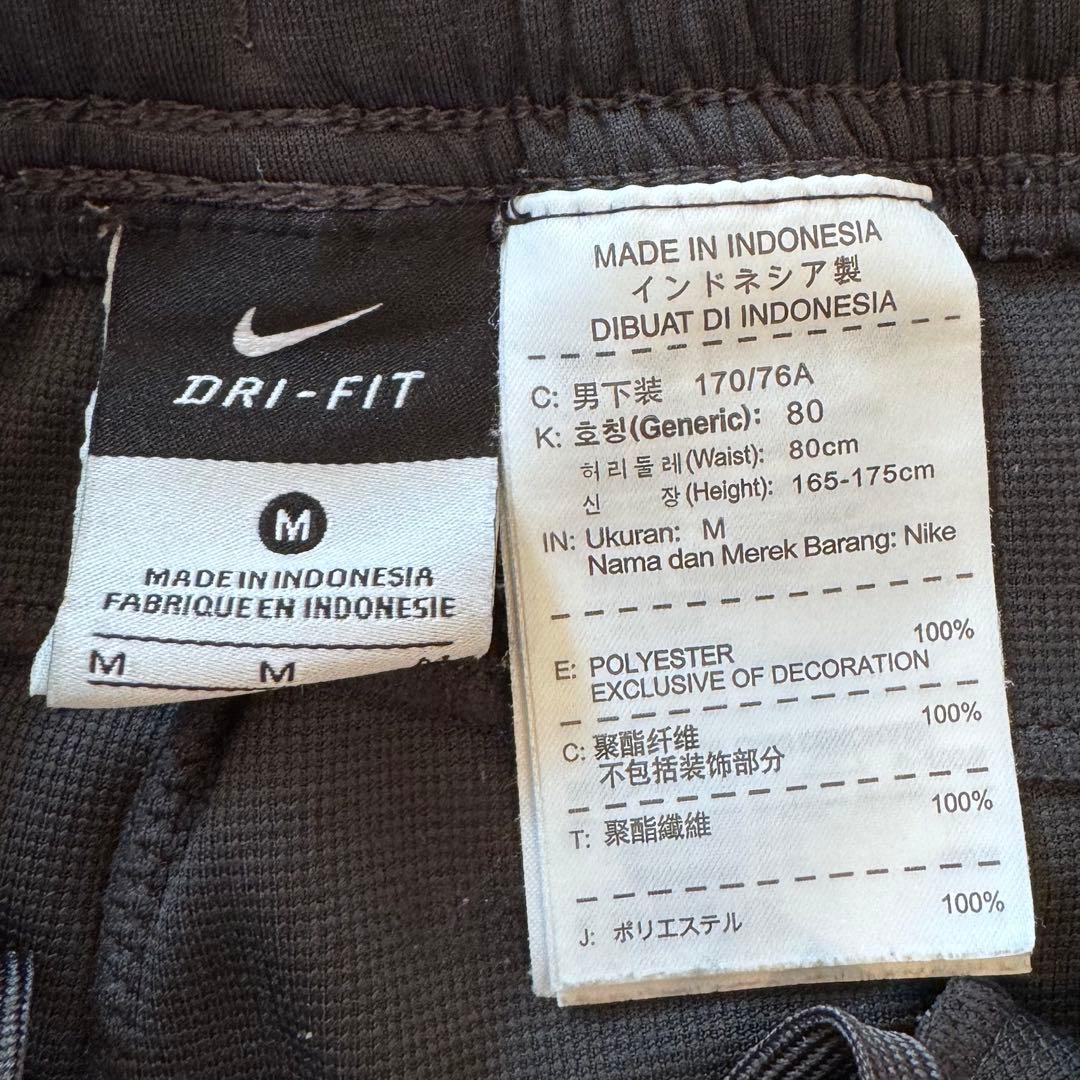 DRI-FIT
M
MADE IN INDONESIA
FABRIQUE EN INDONESIE
M M
MADE IN INDONESIA
インドネシア製
DIBUAT DI INDONESIA
C: 男下装 170/76A
K: 호칭(Generic): 80
허리둘레(Waist): 80cm
신 장(Height): 165-175cm
IN: Ukuran: M
Nama dan Merek Barang: Nike
100%
E: POLYESTER
EXCLUSIVE OF DECORATION
100%
C: 聚酯纤维
不包括装饰部分
100%
T: 聚酯纖維
100%
J: ポリエステル